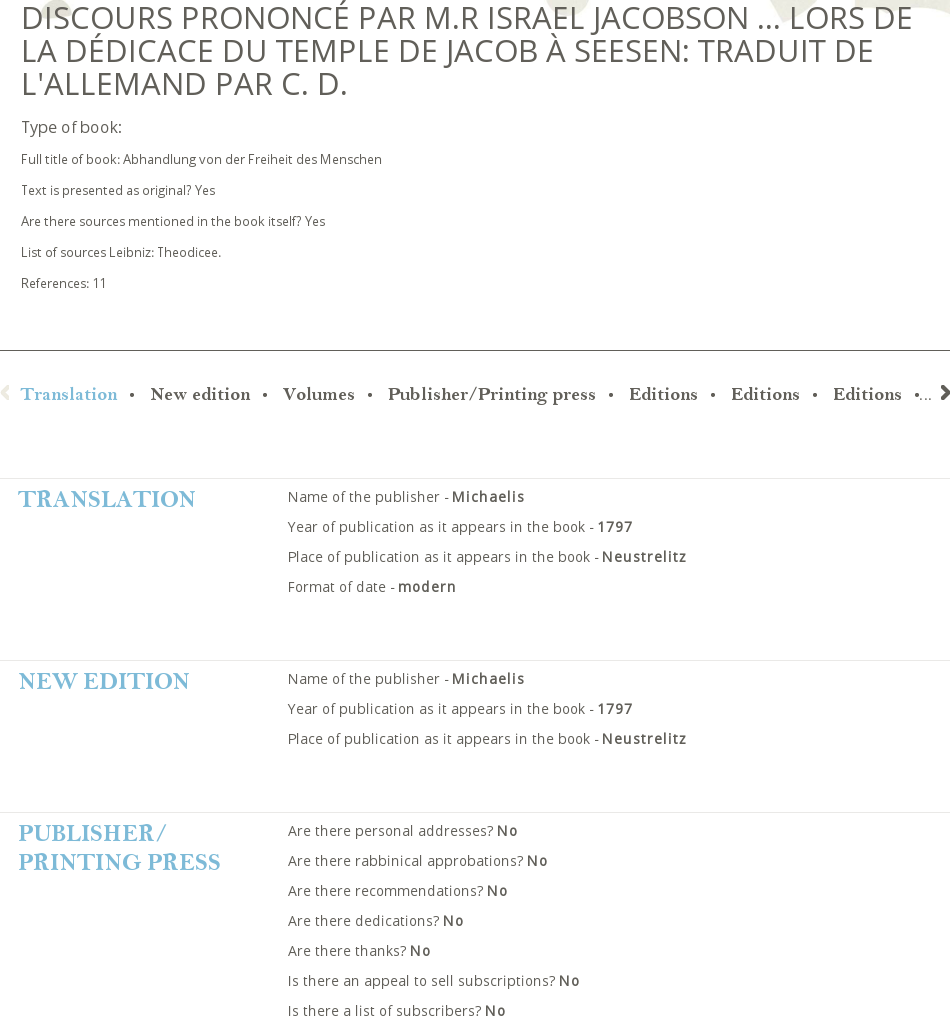 DISCOURS PRONONCÉ PAR M.R ISRAEL JACOBSON ... LORS DE
LA DÉDICACE DU TEMPLE DE JACOB À SEESEN: TRADUIT DE
L'ALLEMAND PAR C. D.
Type of book:
Full title of book: Abhandlung von der Freiheit des Menschen
Text is presented as original? Yes
Are there sources mentioned in the book itself? Yes
List of sources Leibniz: Theodicee.
References: 11
Translation • New edition • Volumes • Publisher/Printing press • Editions • Editions • Editions •...
TRANSLATION
Name of the publisher - Michaelis
Year of publication as it appears in the book - 1797
Place of publication as it appears in the book - Neustrelitz
Format of date - modern
NEW EDITION
Name of the publisher - Michaelis
Year of publication as it appears in the book - 1797
Place of publication as it appears in the book - Neustrelitz
PUBLISHER/
PRINTING PRESS
Are there personal addresses? No
Are there rabbinical approbations? No
Are there recommendations? No
Are there dedications? No
Are there thanks? No
Is there an appeal to sell subscriptions? No
Is there a list of subscribers? No